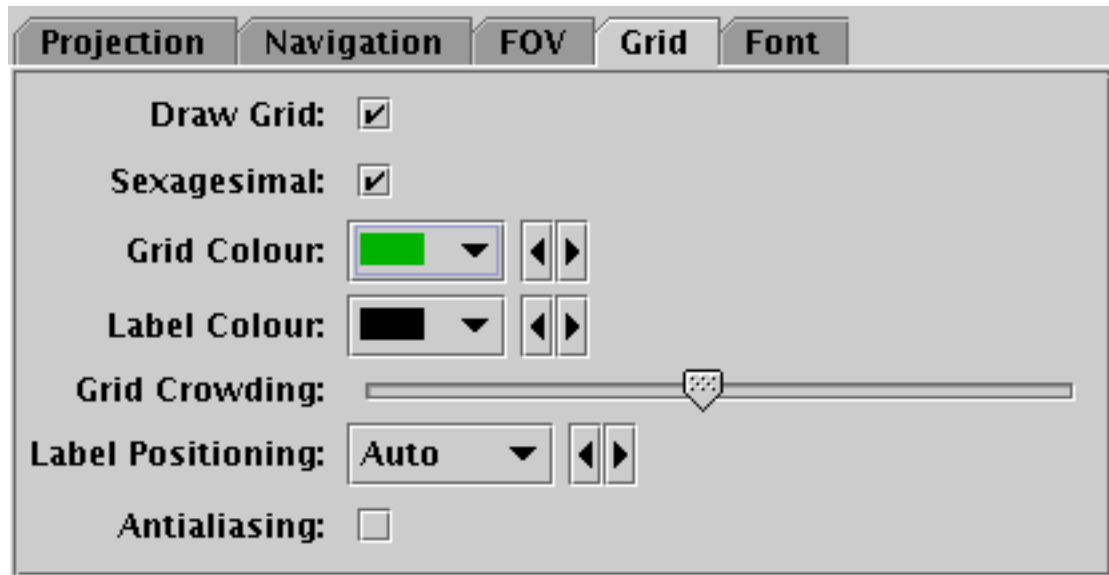 Projection Navigation FOV Grid Font
Draw Grid:
Sexagesimal:
Grid Colour:
Label Colour:
Grid Crowding:
Label Positioning: Auto
Antialiasing: